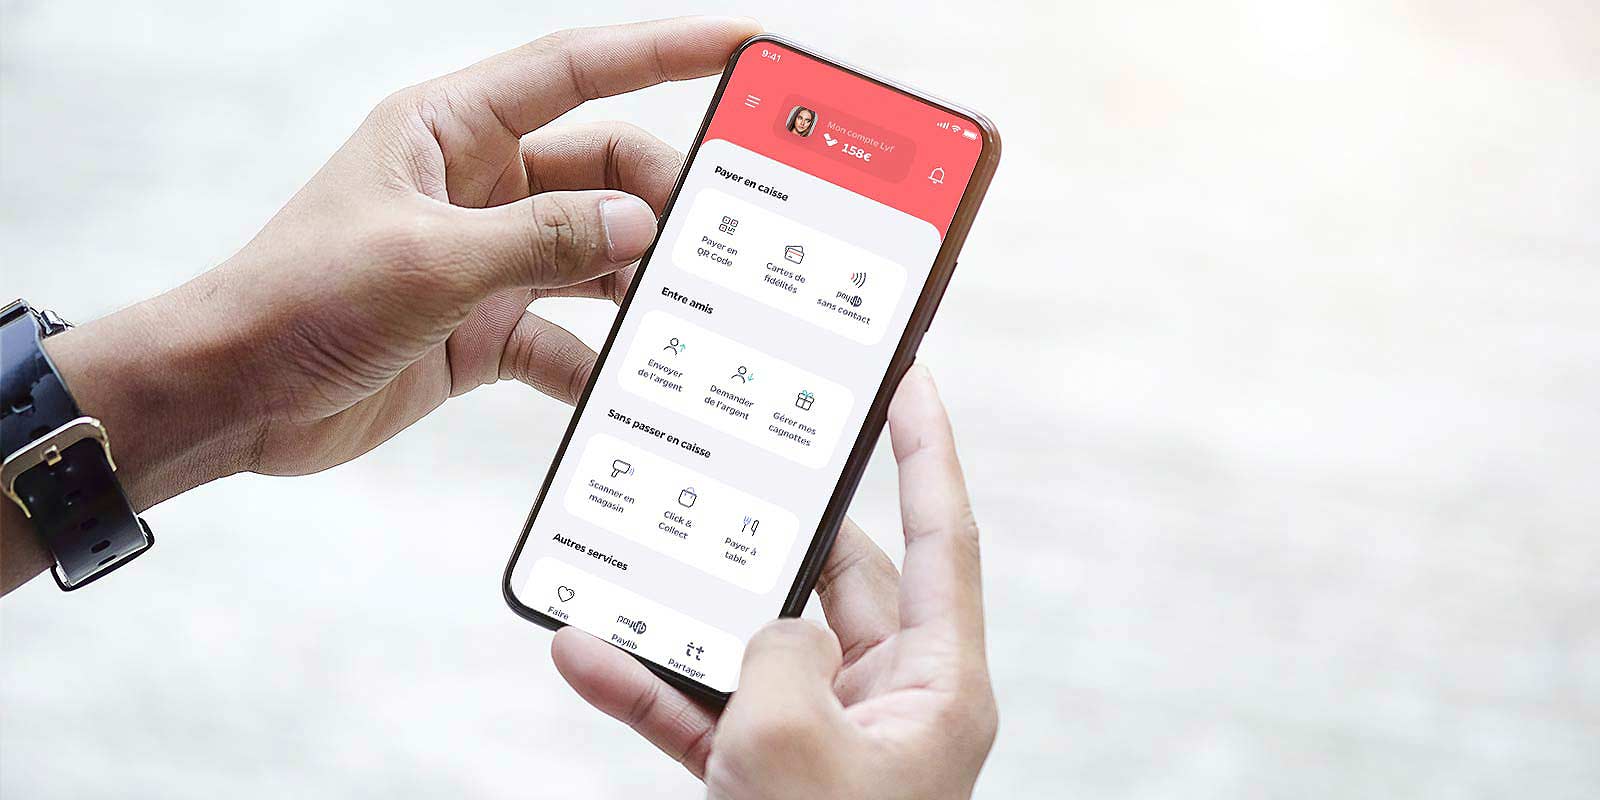 9:41
Mon compte Lyf
158€
Payer en caisse
Payer en
QR Code
Cartes de
fidélités
paylib
sans contact
Entre amis
Envoyer
de l'argent
Demander
de l'argent
Gérer mes
cagnottes
Sans passer en caisse
Scanner en
magasin
Click &
Collect
Payer à
table
Autres services
Faire
paylib
Paylib
Partager